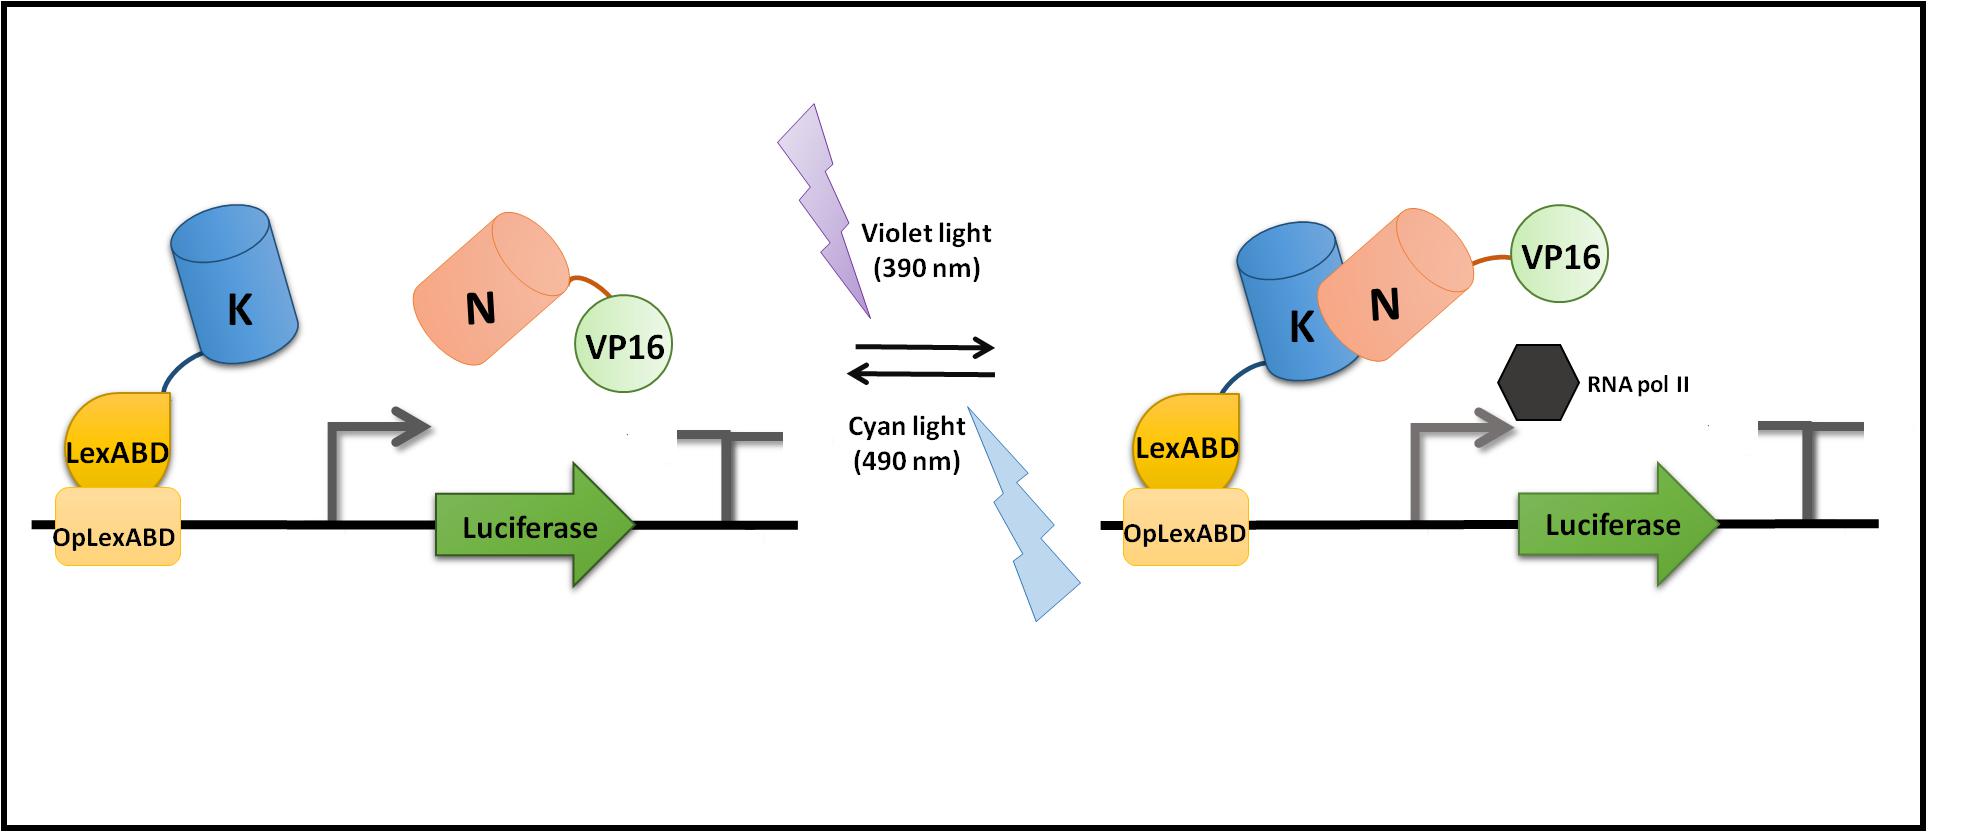 K
N
VP16
LexABD
OpLexABD
Luciferase
Violet light
(390 nm)
Cyan light
(490 nm)
K
N
VP16
RNA pol II
LexABD
OpLexABD
Luciferase